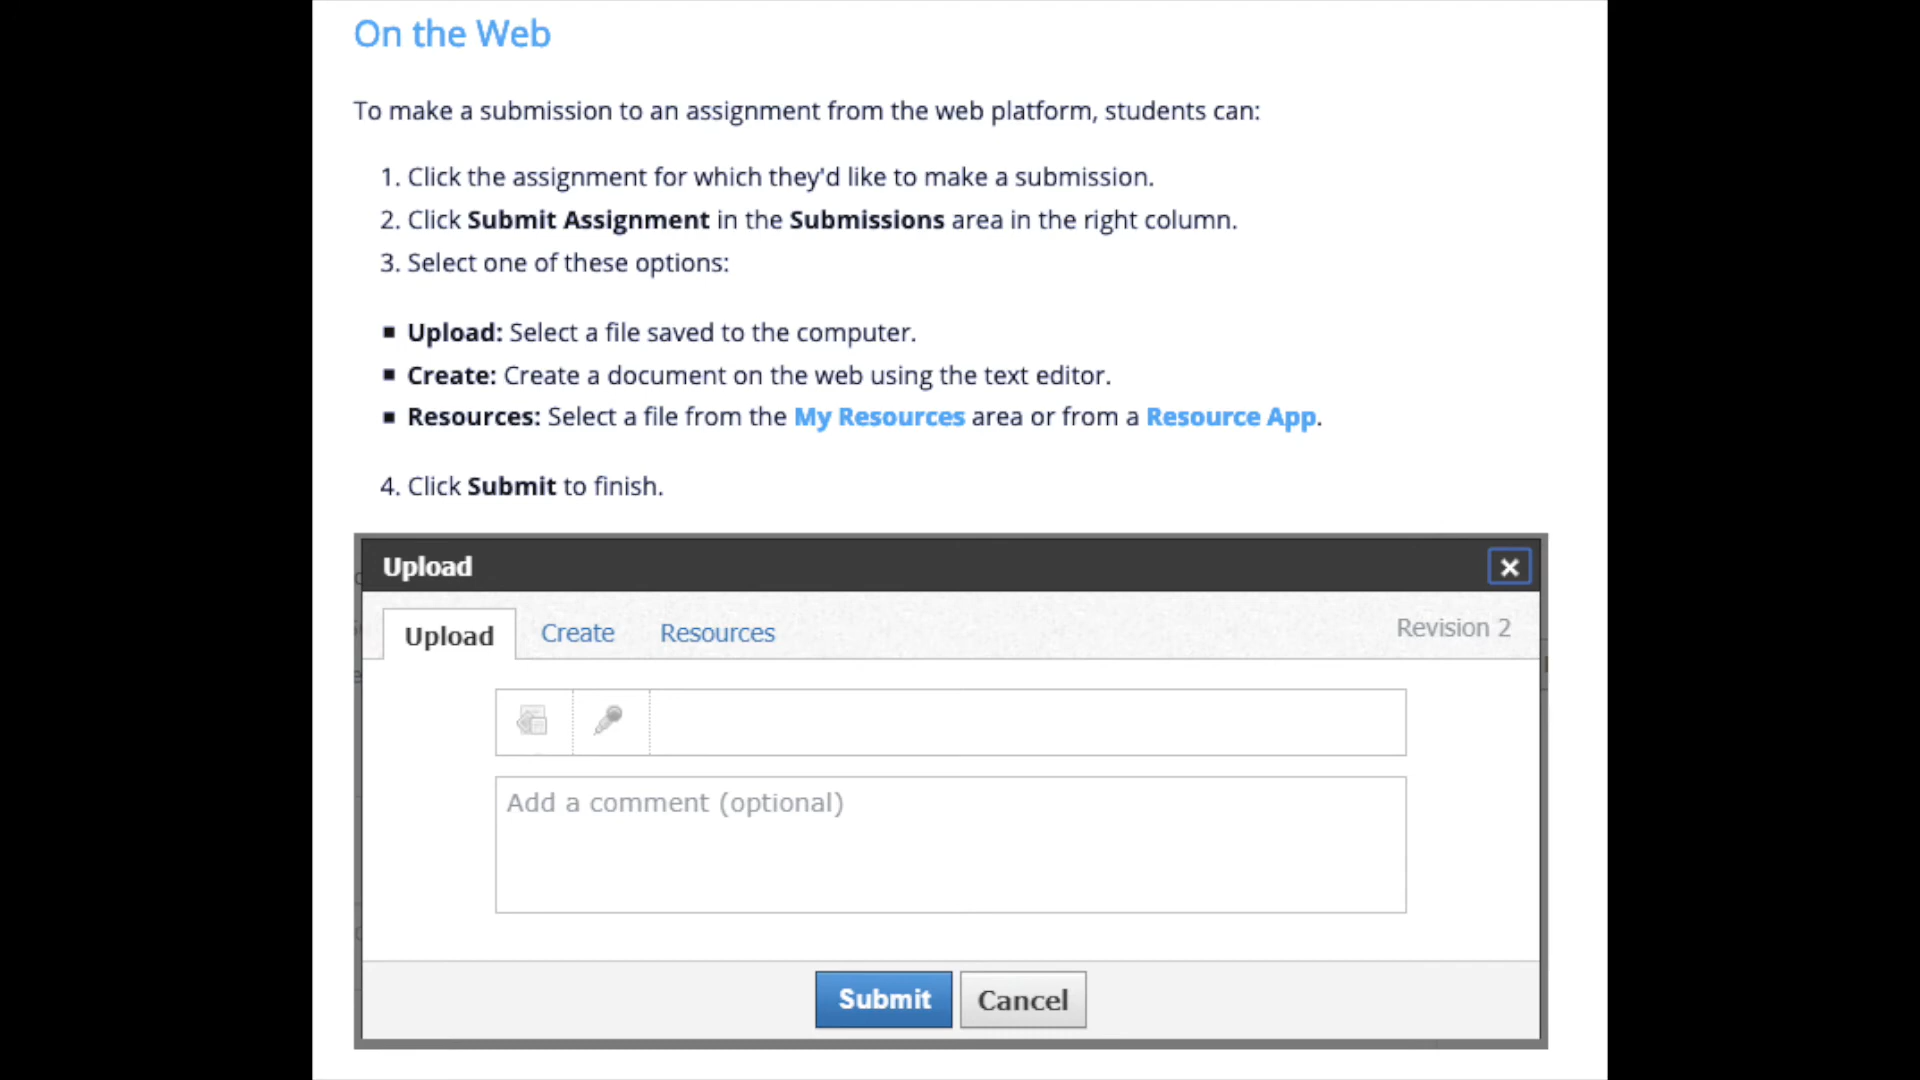 On the Web
To make a submission to an assignment from the web platform, students can:
1. Click the assignment for which they'd like to make a submission.
2. Click Submit Assignment in the Submissions area in the right column.
3. Select one of these options:
▪ Upload: Select a file saved to the computer.
▪ Create: Create a document on the web using the text editor.
▪ Resources: Select a file from the My Resources area or from a Resource App.
4. Click Submit to finish.
Upload
Upload Create Resources Revision 2
Add a comment (optional)
Submit Cancel